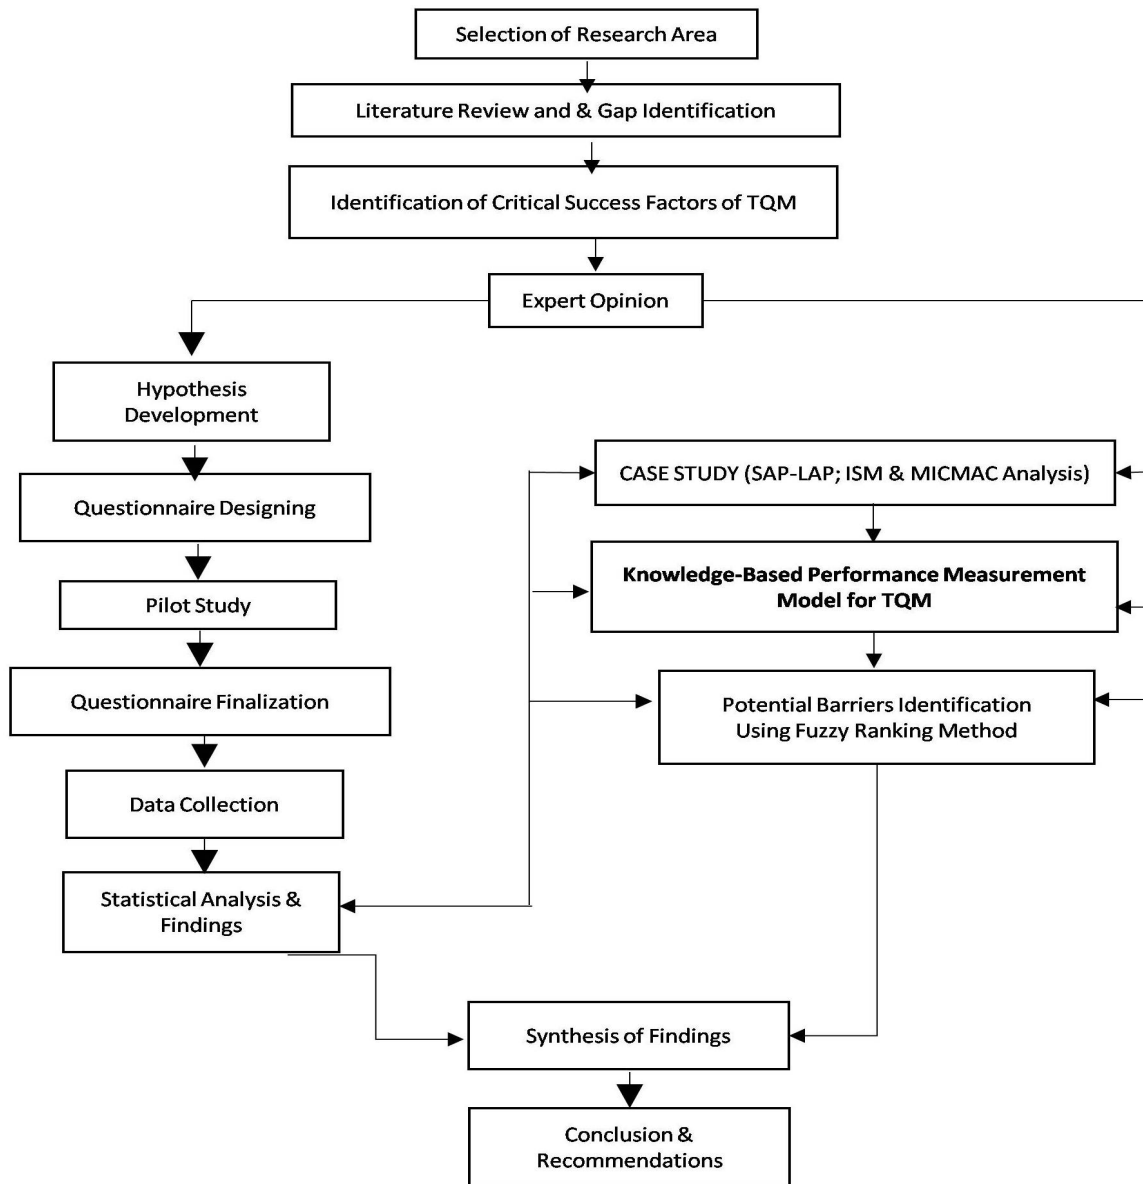 Selection of Research Area
Literature Review and & Gap Identification
Identification of Critical Success Factors of TQM
Expert Opinion
Hypothesis
Development
Questionnaire Designing
Pilot Study
Questionnaire Finalization
Data Collection
Statistical Analysis &
Findings
CASE STUDY (SAP-LAP; ISM & MICMAC Analysis)
Knowledge-Based Performance Measurement
Model for TQM
Potential Barriers Identification
Using Fuzzy Ranking Method
Synthesis of Findings
Conclusion &
Recommendations